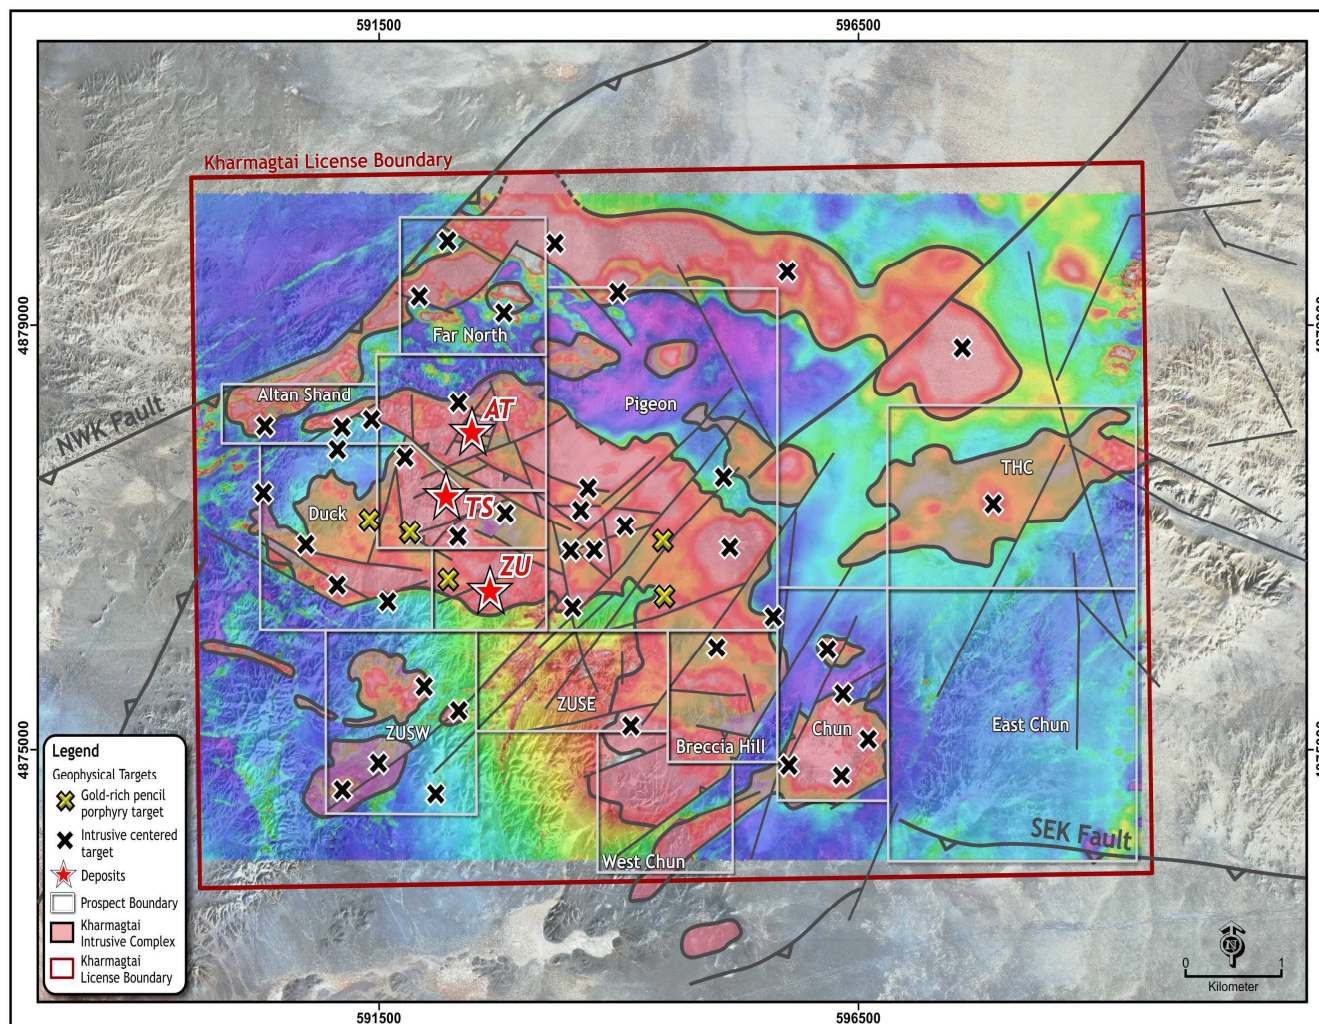 591500
596500
Kharmagtai License Boundary
4879000
Far North
Altan Shand
AT
Pigeon
NWK Fault
THC
TS
Duck
ZU
ZUSE
ZUSW
Breccia Hill
Chun
East Chun
4875000
SEK Fault
West Chun
Legend
Geophysical Targets
Gold-rich pencil
porphyry target
Intrusive centered
target
Deposits
Prospect Boundary
Kharmagtai
Intrusive Complex
Kharmagtai
License Boundary
N
0 1
Kilometer
591500
596500